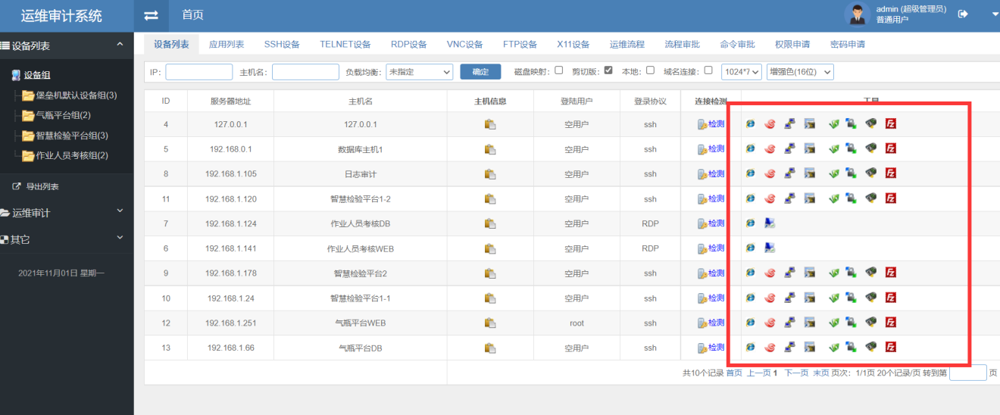 运维审计系统 首页 admin (超级管理员)
普通用户
设备列表
设备列表 应用列表 SSH设备 TELNET设备 RDP设备 VNC设备 FTP设备 X11设备 运维流程 流程审批 命令审批 权限申请 密码申请
设备组
堡垒机默认设备组(3)
气瓶平台组(2)
智慧检验平台组(3)
作业人员考核组(2)
导出列表
运维审计
其它
2021年11月01日 星期一
IP: 主机名: 负载均衡: 未指定 确定 磁盘映射: 剪切版: 本地: 域名连接: 1024*7 增强色(16位)
ID 服务器地址 主机名 主机信息 登陆用户 登录协议 连接检测 工具
4 127.0.0.1 127.0.0.1 空用户 ssh 检测
5 192.168.0.1 数据库主机1 空用户 ssh 检测
8 192.168.1.105 日志审计 空用户 ssh 检测
11 192.168.1.120 智慧检验平台1-2 空用户 ssh 检测
7 192.168.1.124 作业人员考核DB 空用户 RDP 检测
6 192.168.1.141 作业人员考核WEB 空用户 RDP 检测
9 192.168.1.178 智慧检验平台2 空用户 ssh 检测
10 192.168.1.24 智慧检验平台1-1 空用户 ssh 检测
12 192.168.1.251 气瓶平台WEB root ssh 检测
13 192.168.1.66 气瓶平台DB 空用户 ssh 检测
共10个记录 首页 上一页 1 下一页 末页 页次: 1/1页 20个记录/页 转到第 页